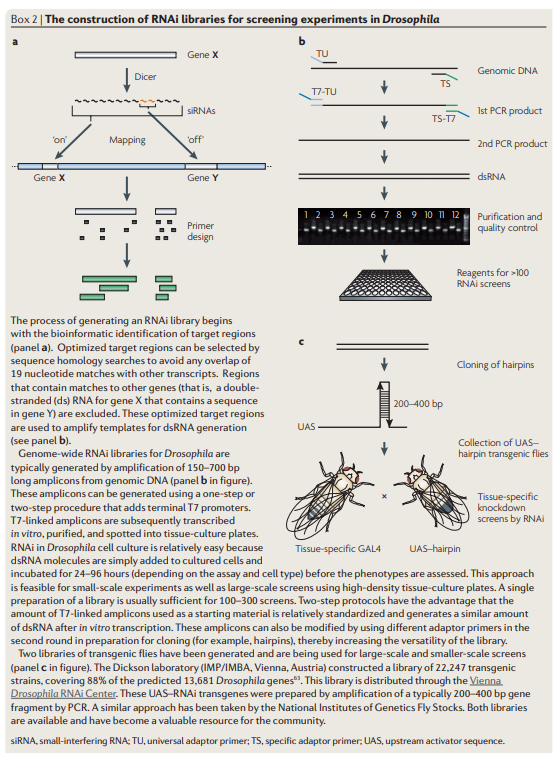 Box 2 | The construction of RNAi libraries for screening experiments in Drosophila
a
Gene X
Dicer
siRNAs
'on'
Mapping
'off'
Gene X
Gene Y
Primer
design
b
TU
Genomic DNA
TS
T7-TU
1st PCR product
TS-T7
2nd PCR product
dsRNA
1 2 3 4 5 6 7 8 9 10 11 12
Purification and
quality control
Reagents for >100
RNAi screens
c
Cloning of hairpins
200–400 bp
UAS
Collection of UAS–
hairpin transgenic flies
×
Tissue-specific
knockdown
screens by RNAi
Tissue-specific GAL4
UAS–hairpin
The process of generating an RNAi library begins
with the bioinformatic identification of target regions
(panel a). Optimized target regions can be selected by
sequence homology searches to avoid any overlap of
19 nucleotide matches with other transcripts. Regions
that contain matches to other genes (that is, a double-
stranded (ds) RNA for gene X that contains a sequence
in gene Y) are excluded. These optimized target regions
are used to amplify templates for dsRNA generation
(see panel b).
Genome-wide RNAi libraries for Drosophila are
typically generated by amplification of 150–700 bp
long amplicons from genomic DNA (panel b in figure).
These amplicons can be generated using a one-step or
two-step procedure that adds terminal T7 promoters.
T7-linked amplicons are subsequently transcribed
in vitro, purified, and spotted into tissue-culture plates.
RNAi in Drosophila cell culture is relatively easy because
dsRNA molecules are simply added to cultured cells and
incubated for 24–96 hours (depending on the assay and cell type) before the phenotypes are assessed. This approach
is feasible for small-scale experiments as well as large-scale screens using high-density tissue-culture plates. A single
preparation of a library is usually sufficient for 100–300 screens. Two-step protocols have the advantage that the
amount of T7-linked amplicons used as a starting material is relatively standardized and generates a similar amount
of dsRNA after in vitro transcription. These amplicons can also be modified by using different adaptor primers in the
second round in preparation for cloning (for example, hairpins), thereby increasing the versatility of the library.
Two libraries of transgenic flies have been generated and are being used for large-scale and smaller-scale screens
(panel c in figure). The Dickson laboratory (IMP/IMBA, Vienna, Austria) constructed a library of 22,247 transgenic
strains, covering 88% of the predicted 13,681 Drosophila genes⁶³. This library is distributed through the Vienna
Drosophila RNAi Center. These UAS–RNAi transgenes were prepared by amplification of a typically 200–400 bp gene
fragment by PCR. A similar approach has been taken by the National Institutes of Genetics Fly Stocks. Both libraries
are available and have become a valuable resource for the community.
siRNA, small-interfering RNA; TU, universal adaptor primer; TS, specific adaptor primer; UAS, upstream activator sequence.